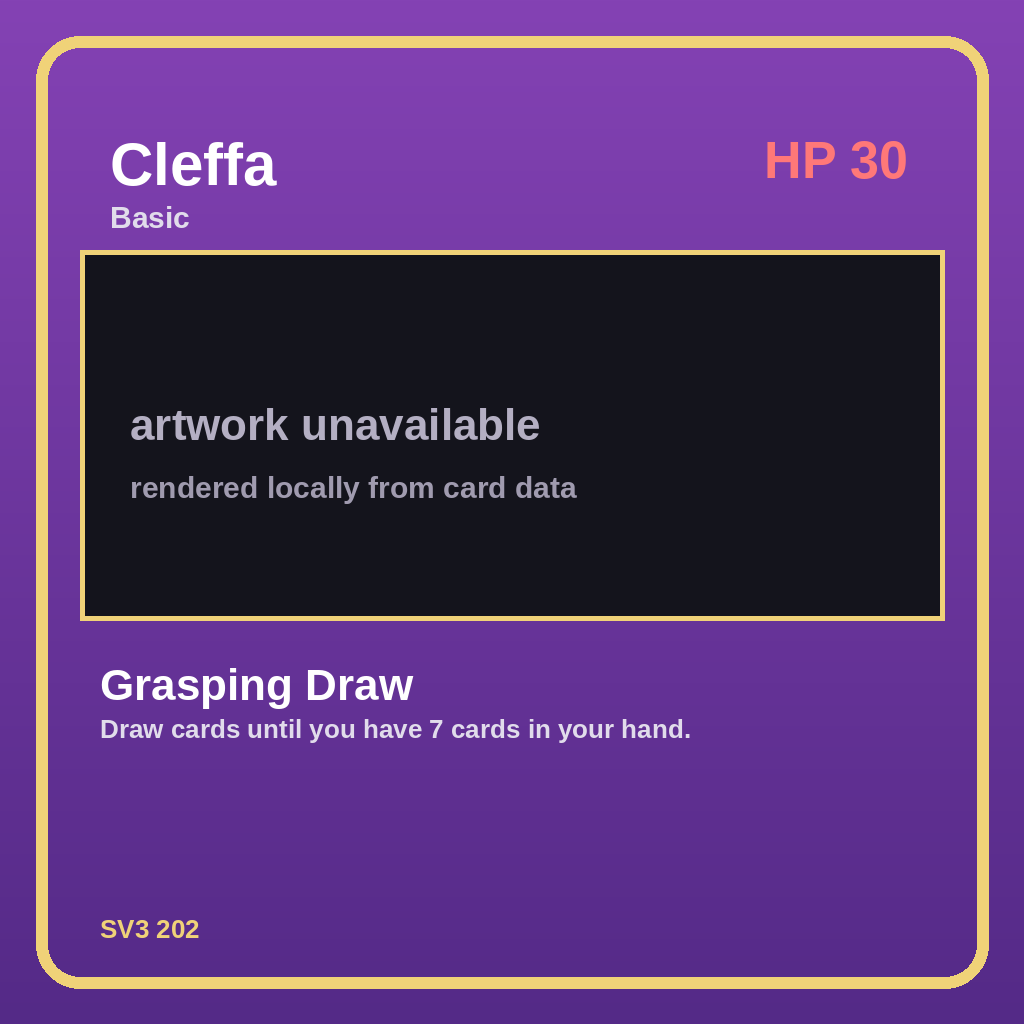 Cleffa
HP 30
Basic
artwork unavailable
rendered locally from card data
Grasping Draw
Draw cards until you have 7 cards in your hand.
SV3 202